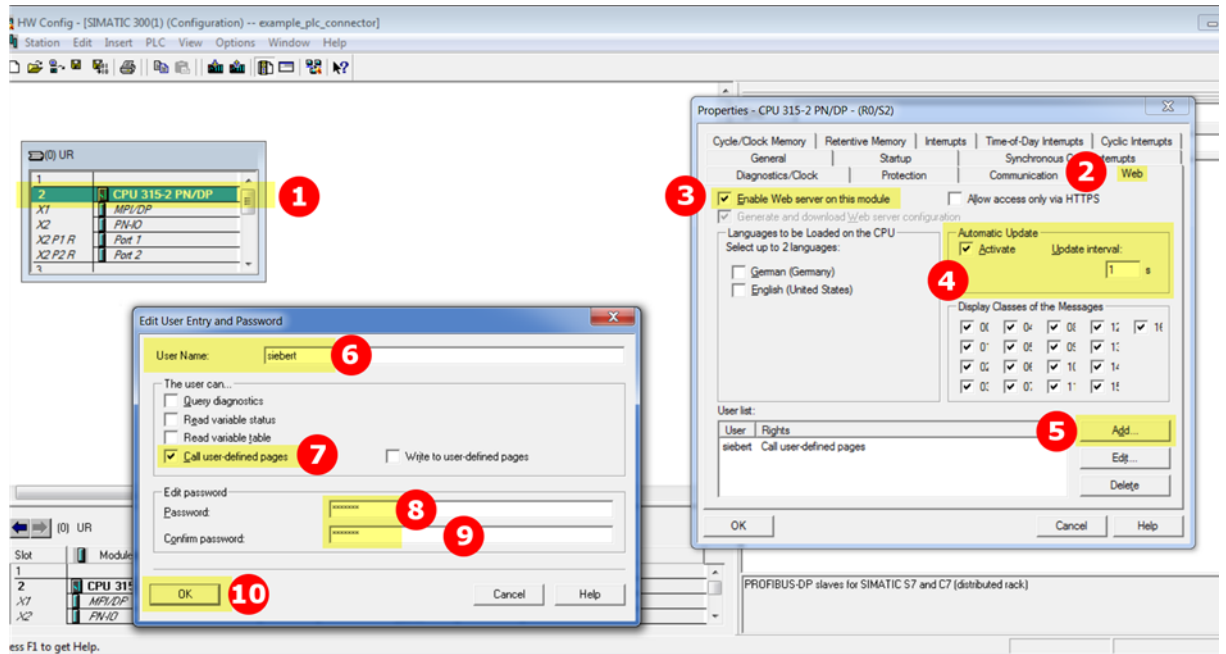 HW Config - [SIMATIC 300(1) (Configuration) -- example_plc_connector]
Station Edit Insert PLC View Options Window Help
(0) UR
1
2 CPU 315-2 PN/DP
X1 MPI/DP
X2 PN-IO
X2 P1 R Port 1
X2 P2 R Port 2
3
1
Properties - CPU 315-2 PN/DP - (R0/S2)
Cycle/Clock Memory Retentive Memory Interrupts Time-of-Day Interrupts Cyclic Interrupts
General Startup Synchronous
Diagnostics/Clock Protection Communication 2 Web
3 Enable Web server on this module Allow access only via HTTPS
Generate and download Web server configuration
Languages to be Loaded on the CPU
Select up to 2 languages:
German (Germany)
English (United States)
Automatic Update
Activate Update interval:
1 s
4
Display Classes of the Messages
User list:
User Rights
siebert Call user-defined pages
5 Add...
Edit...
Delete
OK Cancel Help
Edit User Entry and Password
User Name: siebert 6
The user can...
Query diagnostics
Read variable status
Read variable table
Call user-defined pages 7 Write to user-defined pages
Edit password
Password: ******* 8
Confirm password: ******* 9
OK 10 Cancel Help
(0) UR
Slot Module
1
2 CPU 315
X1 MPI/DP
X2 PN-IO
PROFIBUS-DP slaves for SIMATIC S7 and C7 (distributed rack)
ess F1 to get Help.